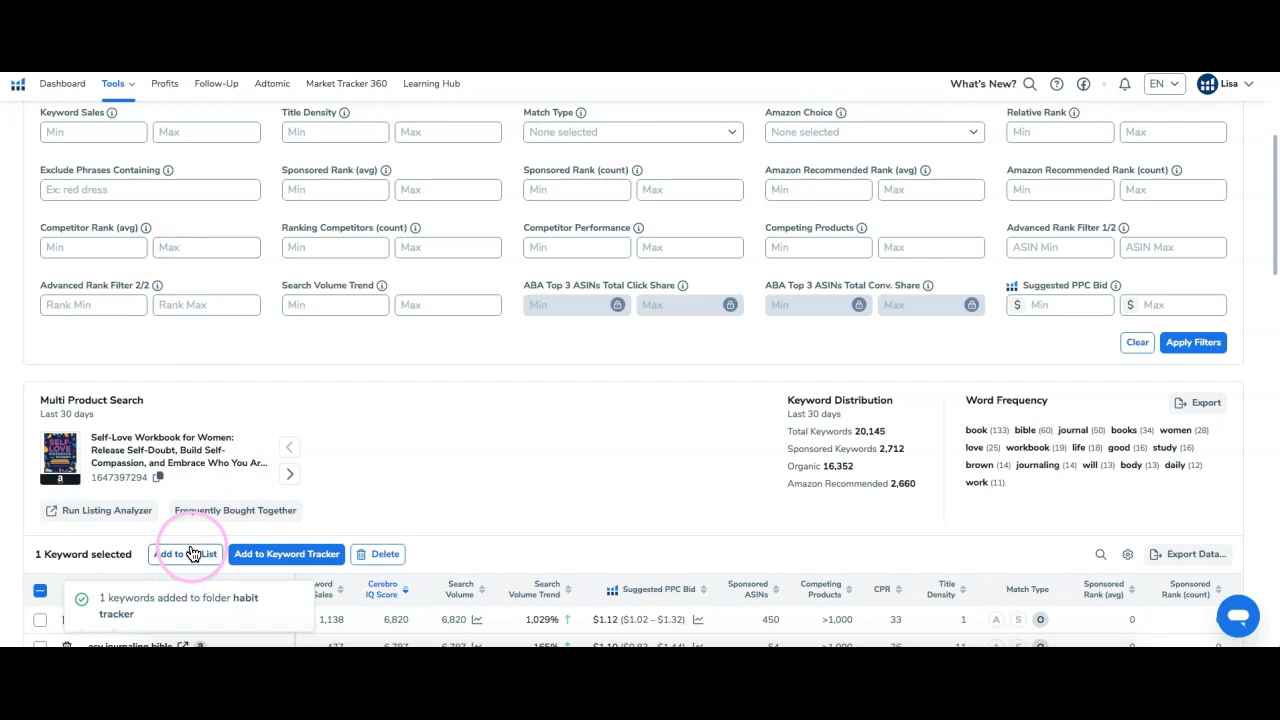 Dashboard Tools Profits Follow-Up Adtomic Market Tracker 360 Learning Hub What's New? EN Lisa
Keyword Sales Title Density Match Type Amazon Choice Relative Rank
Min Max Min Max None selected None selected Min Max
Exclude Phrases Containing Sponsored Rank (avg) Sponsored Rank (count) Amazon Recommended Rank (avg) Amazon Recommended Rank (count)
Ex: red dress Min Max Min Max Min Max Min Max
Competitor Rank (avg) Ranking Competitors (count) Competitor Performance Competing Products Advanced Rank Filter 1/2
Min Max Min Max Min Max Min Max ASIN Min ASIN Max
Advanced Rank Filter 2/2 Search Volume Trend ABA Top 3 ASINs Total Click Share ABA Top 3 ASINs Total Conv. Share Suggested PPC Bid
Rank Min Rank Max Min Max Min Max Min Max $ Min $ Max
Clear Apply Filters
Multi Product Search
Last 30 days
Self-Love Workbook for Women:
Release Self-Doubt, Build Self-
Compassion, and Embrace Who You Ar...
1647397294
Run Listing Analyzer Frequently Bought Together
Keyword Distribution
Last 30 days
Total Keywords 20,145
Sponsored Keywords 2,712
Organic 16,352
Amazon Recommended 2,660
Word Frequency Export
book (133) bible (60) journal (50) books (34) women (28)
love (25) workbook (19) life (18) good (16) study (16)
brown (14) journaling (14) will (13) body (13) daily (12)
work (11)
1 Keyword selected Add to List Add to Keyword Tracker Delete Export Data...
Cerebro IQ Score Search Volume Search Volume Trend Suggested PPC Bid Sponsored ASINs Competing Products CPR Title Density Match Type Sponsored Rank (avg) Sponsored Rank (count)
1 keywords added to folder habit
tracker
1,138 6,820 6,820 1,029% $1.12 ($1.02 – $1.32) 450 >1,000 33 1 A S O 0 0